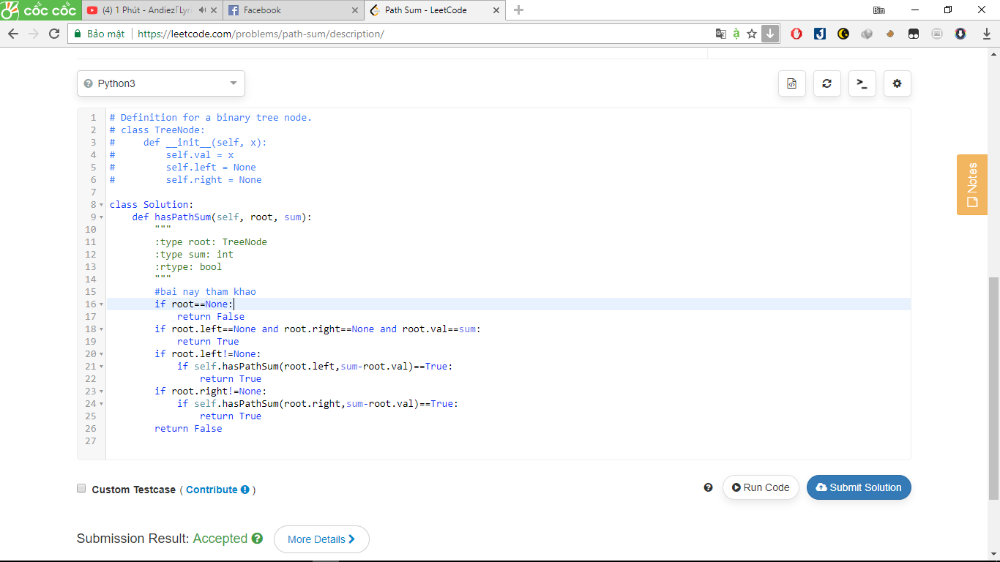 cốc cốc
(4) 1 Phút - Andiez「Lyri
Facebook
Path Sum - LeetCode
Bin
Bảo mật
https://leetcode.com/problems/path-sum/description/
Python3
1 # Definition for a binary tree node.
2 # class TreeNode:
3 #     def __init__(self, x):
4 #         self.val = x
5 #         self.left = None
6 #         self.right = None
7
8 class Solution:
9     def hasPathSum(self, root, sum):
10         """
11         :type root: TreeNode
12         :type sum: int
13         :rtype: bool
14         """
15         #bai nay tham khao
16         if root==None:
17             return False
18         if root.left==None and root.right==None and root.val==sum:
19             return True
20         if root.left!=None:
21             if self.hasPathSum(root.left,sum-root.val)==True:
22                 return True
23         if root.right!=None:
24             if self.hasPathSum(root.right,sum-root.val)==True:
25                 return True
26         return False
27
Notes
Custom Testcase ( Contribute )
Run Code
Submit Solution
Submission Result: Accepted
More Details